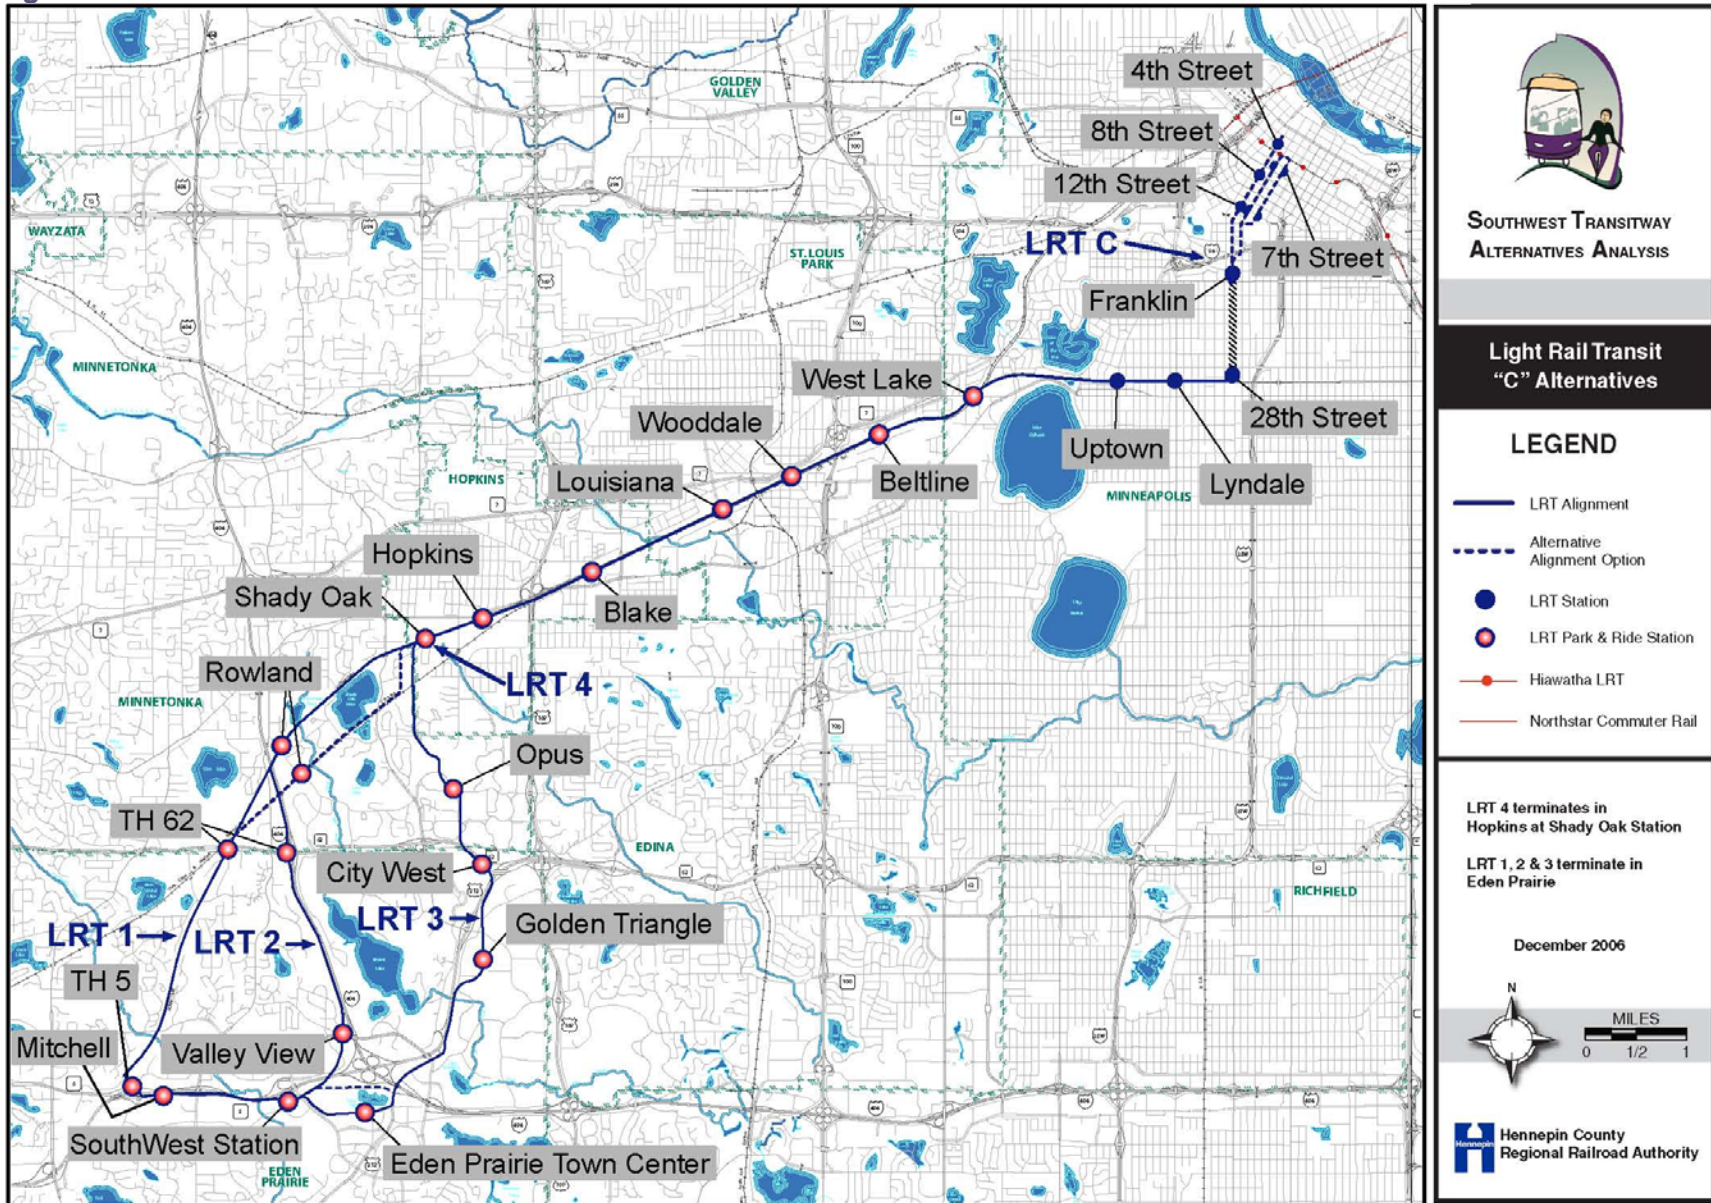 4th Street
GOLDEN
VALLEY
8th Street
12th Street
WAYZATA
ST.LOUIS
PARK
LRT C
7th Street
Franklin
MINNETONKA
West Lake
Wooddale
28th Street
Uptown
HOPKINS
Louisiana
Beltline
Lyndale
MINNEAPOLIS
Hopkins
Shady Oak
Blake
Rowland
LRT 4
MINNETONKA
Opus
TH 62
EDINA
City West
RICHFIELD
LRT 3
Golden Triangle
LRT 1
LRT 2
TH 5
Mitchell
Valley View
SouthWest Station
Eden Prairie Town Center
EDEN
PRAIRIE
SOUTHWEST TRANSITWAY
ALTERNATIVES ANALYSIS
Light Rail Transit
“C” Alternatives
LEGEND
LRT Alignment
Alternative
Alignment Option
LRT Station
LRT Park & Ride Station
Hiawatha LRT
Northstar Commuter Rail
LRT 4 terminates in
Hopkins at Shady Oak Station
LRT 1, 2 & 3 terminate in
Eden Prairie
December 2006
N
MILES
0 1/2 1
Hennepin
Hennepin County
Regional Railroad Authority